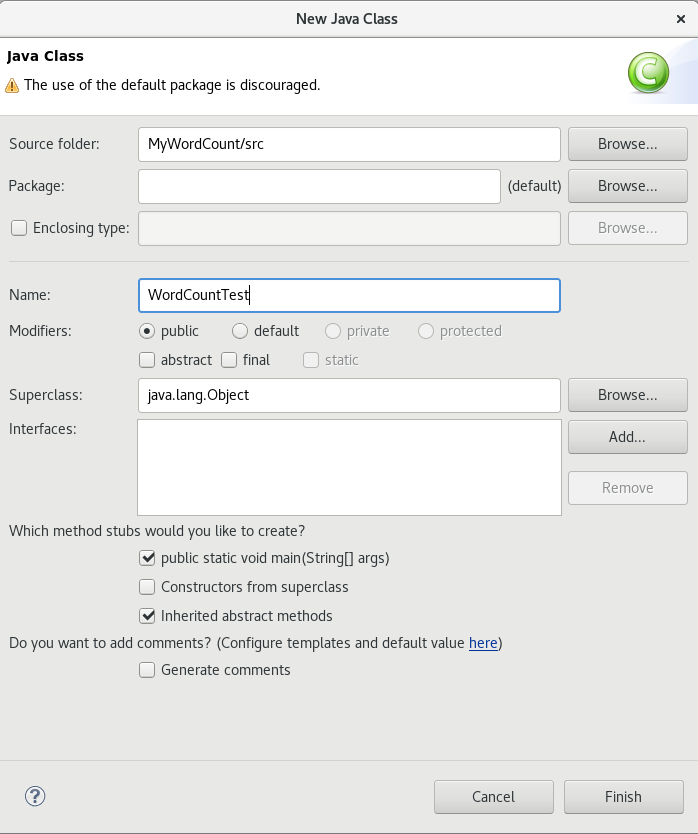 New Java Class
Java Class
The use of the default package is discouraged.
Source folder: MyWordCount/src Browse...
Package: (default) Browse...
Enclosing type: Browse...
Name: WordCountTest
Modifiers: public default private protected
abstract final static
Superclass: java.lang.Object Browse...
Interfaces: Add...
Remove
Which method stubs would you like to create?
public static void main(String[] args)
Constructors from superclass
Inherited abstract methods
Do you want to add comments? (Configure templates and default value here)
Generate comments
? Cancel Finish